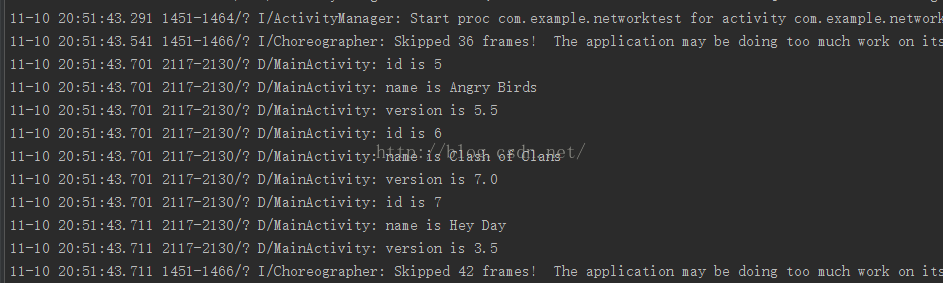 11-10 20:51:43.291 1451-1464/? I/ActivityManager: Start proc com.example.networktest for activity com.example.network
11-10 20:51:43.541 1451-1466/? I/Choreographer: Skipped 36 frames!  The application may be doing too much work on its
11-10 20:51:43.701 2117-2130/? D/MainActivity: id is 5
11-10 20:51:43.701 2117-2130/? D/MainActivity: name is Angry Birds
11-10 20:51:43.701 2117-2130/? D/MainActivity: version is 5.5
11-10 20:51:43.701 2117-2130/? D/MainActivity: id is 6
11-10 20:51:43.701 2117-2130/? D/MainActivity: name is Clash of Clans
http://blog.csdn.net/
11-10 20:51:43.701 2117-2130/? D/MainActivity: version is 7.0
11-10 20:51:43.701 2117-2130/? D/MainActivity: id is 7
11-10 20:51:43.711 2117-2130/? D/MainActivity: name is Hey Day
11-10 20:51:43.711 2117-2130/? D/MainActivity: version is 3.5
11-10 20:51:43.711 1451-1466/? I/Choreographer: Skipped 42 frames!  The application may be doing too much work on its